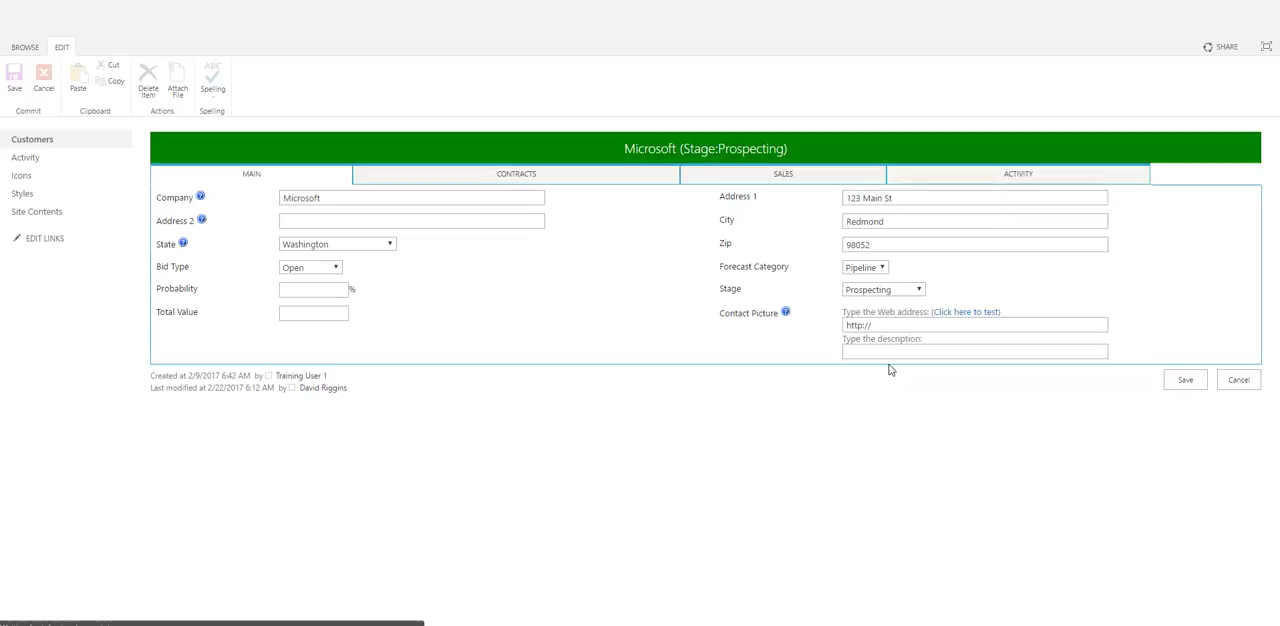 BROWSE EDIT SHARE
Save Cancel Paste Cut Copy Delete Item Attach File ABC Spelling
Commit Clipboard Actions Spelling
Customers
Activity
Icons
Styles
Site Contents
EDIT LINKS
Microsoft (Stage:Prospecting)
MAIN CONTRACTS SALES ACTIVITY
Company Microsoft Address 1 123 Main St
Address 2 City Redmond
State Washington Zip 98052
Bid Type Open Forecast Category Pipeline
Probability % Stage Prospecting
Total Value Contact Picture Type the Web address: (Click here to test)
http://
Type the description:
Created at 2/9/2017 6:42 AM by Training User 1
Last modified at 2/22/2017 6:12 AM by David Riggins
Save Cancel